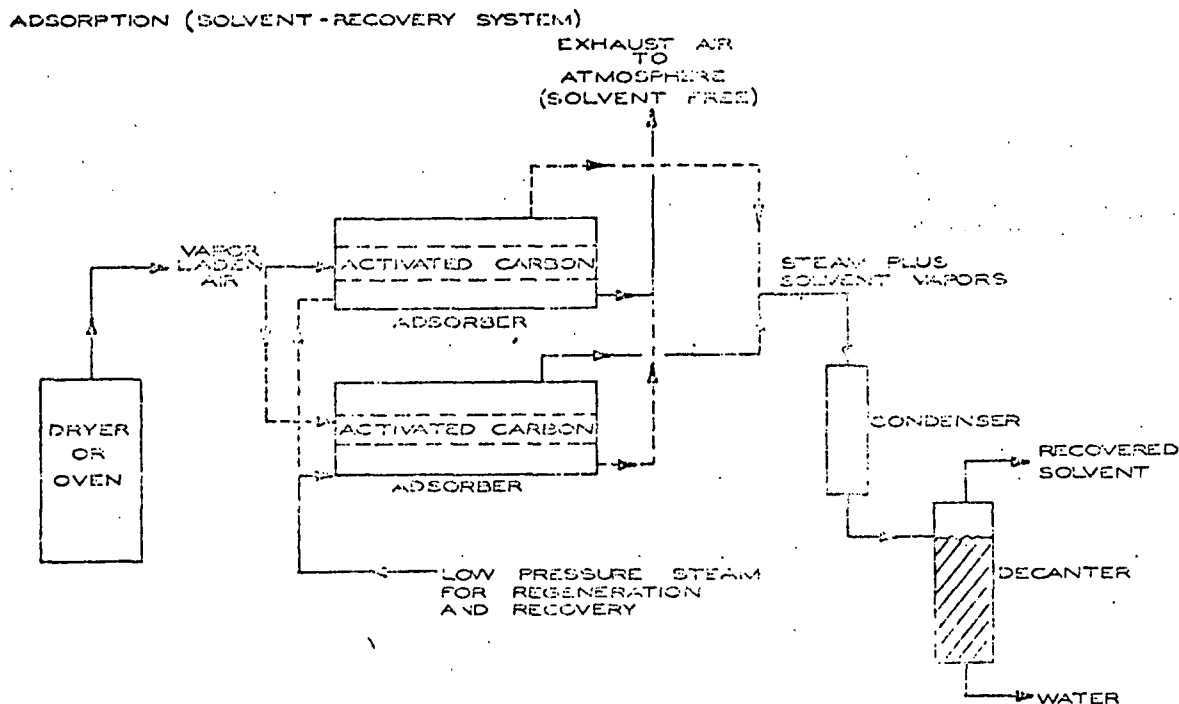 ADSORPTION (SOLVENT-RECOVERY SYSTEM)
EXHAUST AIR
TO
ATMOSPHERE
(SOLVENT FREE)
VAPOR
LADEN
AIR
ACTIVATED CARBON
ADSORBER
STEAM PLUS
SOLVENT VAPORS
DRYER
OR
OVEN
ACTIVATED CARBON
ADSORBER
CONDENSER
RECOVERED
SOLVENT
LOW PRESSURE STEAM
FOR REGENERATION
AND RECOVERY
DECANTER
WATER